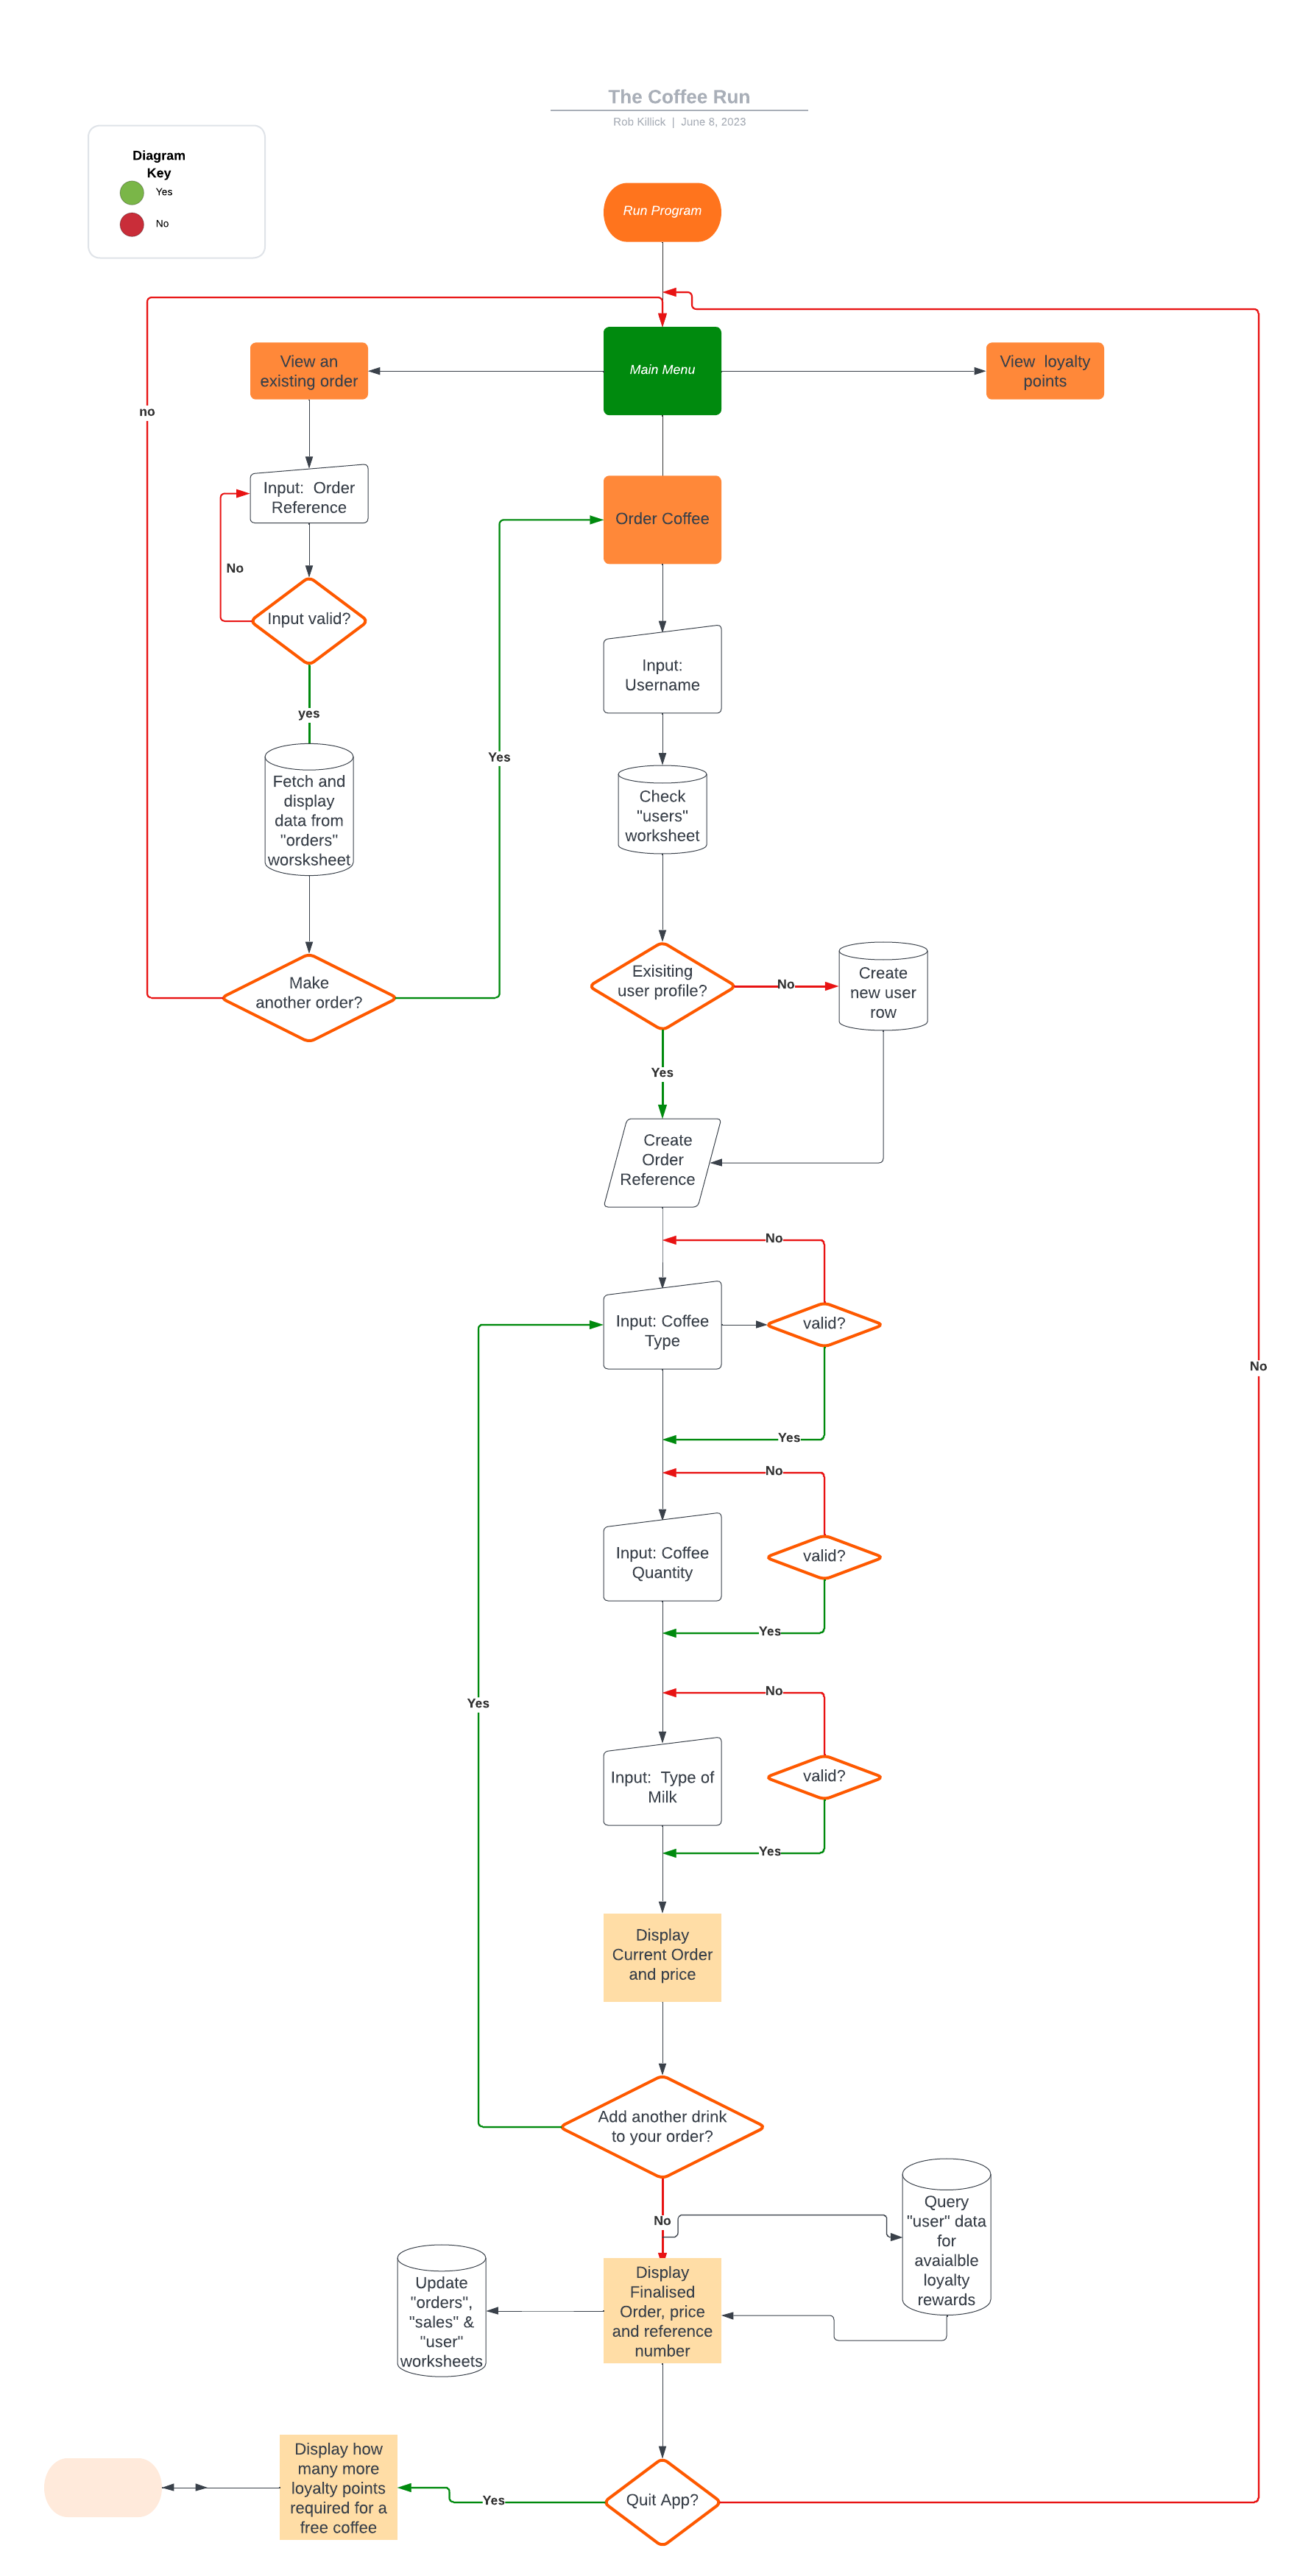 The Coffee Run
Rob Killick | June 8, 2023
Diagram
Key
Yes
No
Run Program
Main Menu
View an
existing order
View loyalty
points
no
Input: Order
Reference
Order Coffee
No
Input valid?
Input:
Username
yes
Yes
Fetch and
display
data from
"orders"
worsksheet
Check
"users"
worksheet
Make
another order?
Exisiting
user profile?
No
Create
new user
row
Yes
Create
Order
Reference
No
Input: Coffee
Type
valid?
No
Yes
No
Input: Coffee
Quantity
valid?
Yes
No
Yes
Input: Type of
Milk
valid?
Yes
Display
Current Order
and price
Add another drink
to your order?
No
Query
"user" data
for
avaialble
loyalty
rewards
Update
"orders",
"sales" &
"user"
worksheets
Display
Finalised
Order, price
and reference
number
Display how
many more
loyalty points
required for a
free coffee
Yes
Quit App?